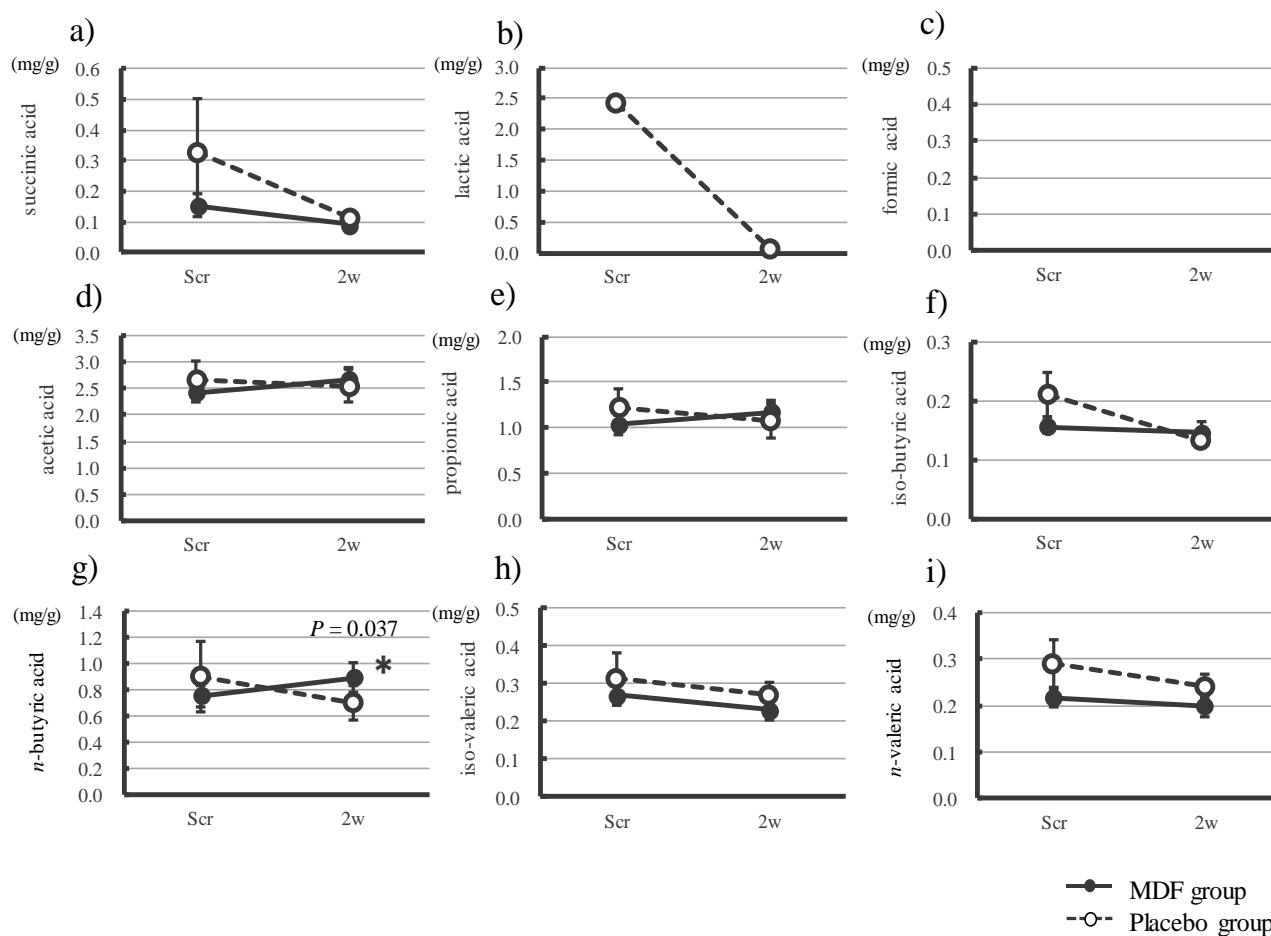 a)
(mg/g)
succinic acid
0.6
0.5
0.4
0.3
0.2
0.1
0.0
Scr 2w
b)
(mg/g)
lactic acid
3.0
2.5
2.0
1.5
1.0
0.5
0.0
Scr 2w
c)
(mg/g)
formic acid
0.5
0.4
0.3
0.2
0.1
0.0
Scr 2w
d)
(mg/g)
acetic acid
3.5
3.0
2.5
2.0
1.5
1.0
0.5
0.0
Scr 2w
e)
(mg/g)
propionic acid
2.0
1.5
1.0
0.5
0.0
Scr 2w
f)
(mg/g)
iso-butyric acid
0.3
0.2
0.1
0.0
Scr 2w
g)
(mg/g)
n-butyric acid
1.4
1.2
1.0
0.8
0.6
0.4
0.2
0.0
P = 0.037
*
Scr 2w
h)
(mg/g)
iso-valeric acid
0.5
0.4
0.3
0.2
0.1
0.0
Scr 2w
i)
(mg/g)
n-valeric acid
0.4
0.3
0.2
0.1
0.0
Scr 2w
MDF group
Placebo group